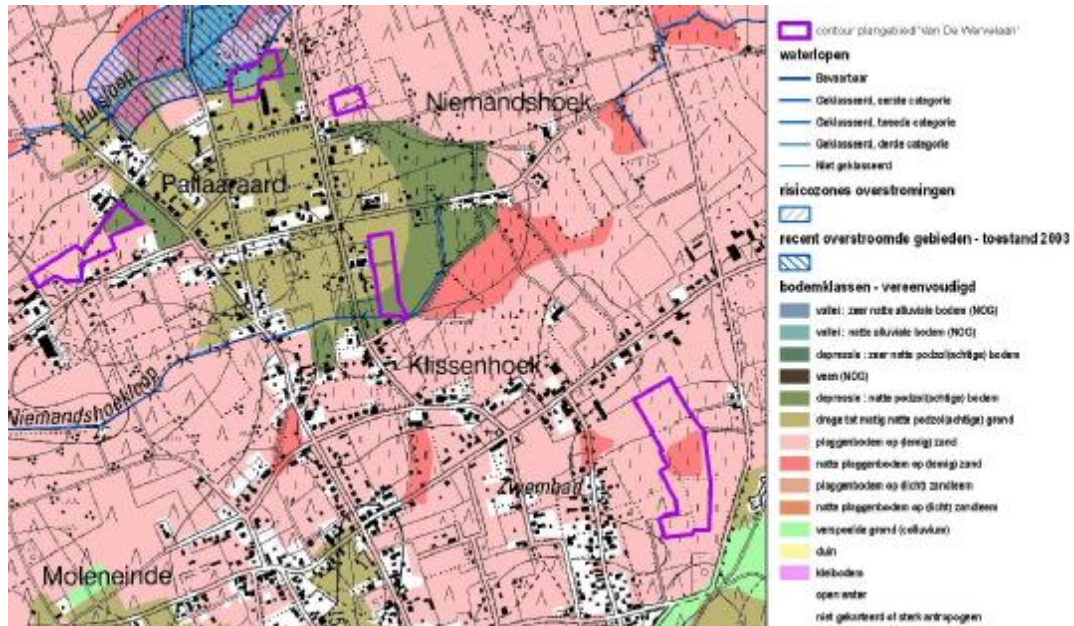 Huisloop
Niemandshoek
Pallaaraard
Klissenhoek
Niemandshoekloop
Zwembad
Moleneinde
contour plangebied "Van De Wervelaan"
waterlopen
Bevaarbaar
Geklasseerd, eerste categorie
Geklasseerd, tweede categorie
Geklasseerd, derde categorie
Niet geklasseerd
risicozones overstromingen
recent overstroomde gebieden - toestand 2003
bodemklassen - vereenvoudigd
vallei : zeer natte alluviale bodem (NOG)
vallei : natte alluviale bodem (NOG)
depressie : zeer natte podzol(achtige) bodem
veen (NOG)
depressie : natte podzol(achtige) bodem
droge tot matig natte podzol(achtige) grond
plaggenbodem op (lemig) zand
natte plaggenbodem op (lemig) zand
plaggenbodem op (licht) zandleem
natte plaggenbodem op (licht) zandleem
verspoelde grond (colluvium)
duin
kleibodem
open water
niet gekarteerd of sterk antropogeen